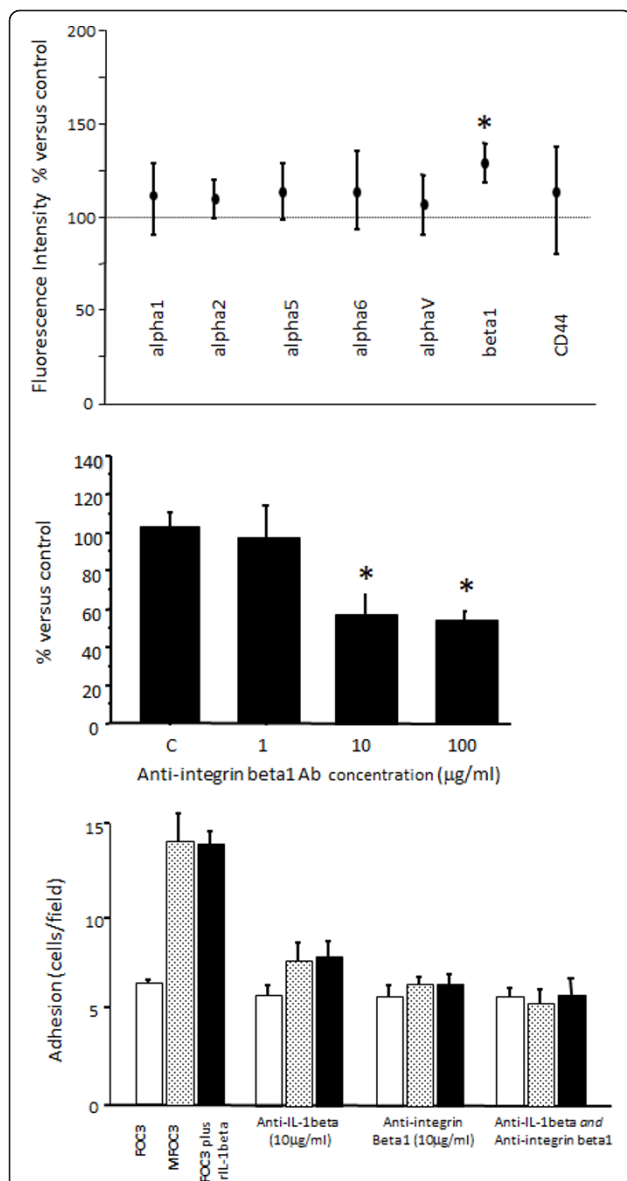 200
150
100
50
0
Fluorescence Intensity % versus control
*
alpha1
alpha2
alpha5
alpha6
alphaV
beta1
CD44
140
120
100
80
60
40
20
0
% versus control
*
*
C 1 10 100
Anti-integrin beta1 Ab concentration (µg/ml)
15
10
5
0
Adhesion (cells/field)
FOC3
MFOC3
FOC3 plus
rIL-1beta
Anti-IL-1beta
(10µg/ml)
Anti-integrin
Beta1 (10µg/ml)
Anti-IL-1beta and
Anti-integrin beta1